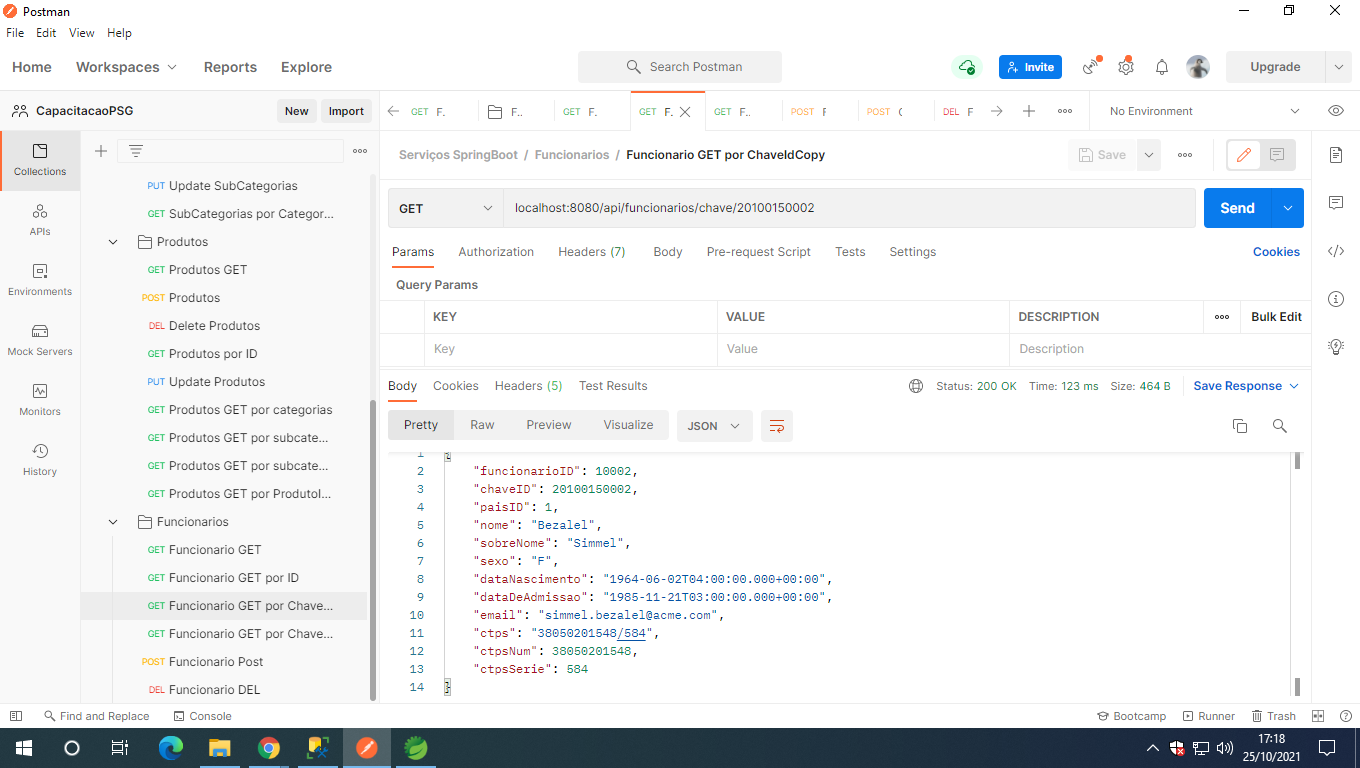 Postman
File Edit View Help
Home Workspaces Reports Explore Search Postman Invite Upgrade
CapacitacaoPSG New Import GET F. F.. GET F. GET F. GET F.. POST F POST DEL F No Environment
Collections
APIs
Environments
Mock Servers
Monitors
History
PUT Update SubCategorias
GET SubCategorias por Categor...
Produtos
GET Produtos GET
POST Produtos
DEL Delete Produtos
GET Produtos por ID
PUT Update Produtos
GET Produtos GET por categorias
GET Produtos GET por subcate...
GET Produtos GET por subcate...
GET Produtos GET por ProdutoI...
Funcionarios
GET Funcionario GET
GET Funcionario GET por ID
GET Funcionario GET por Chave...
GET Funcionario GET por Chave...
POST Funcionario Post
DEL Funcionario DEL
Serviços SpringBoot / Funcionarios / Funcionario GET por ChaveIdCopy Save
GET localhost:8080/api/funcionarios/chave/20100150002 Send
Params Authorization Headers (7) Body Pre-request Script Tests Settings Cookies
Query Params
KEY VALUE DESCRIPTION Bulk Edit
Key Value Description
Body Cookies Headers (5) Test Results Status: 200 OK Time: 123 ms Size: 464 B Save Response
Pretty Raw Preview Visualize JSON
1 {
2 "funcionarioID": 10002,
3 "chaveID": 20100150002,
4 "paisID": 1,
5 "nome": "Bezalel",
6 "sobreNome": "Simmel",
7 "sexo": "F",
8 "dataNascimento": "1964-06-02T04:00:00.000+00:00",
9 "dataDeAdmissao": "1985-11-21T03:00:00.000+00:00",
10 "email": "simmel.bezalel@acme.com",
11 "ctps": "38050201548/584",
12 "ctpsNum": 38050201548,
13 "ctpsSerie": 584
14 }
Find and Replace Console Bootcamp Runner Trash
17:18
25/10/2021